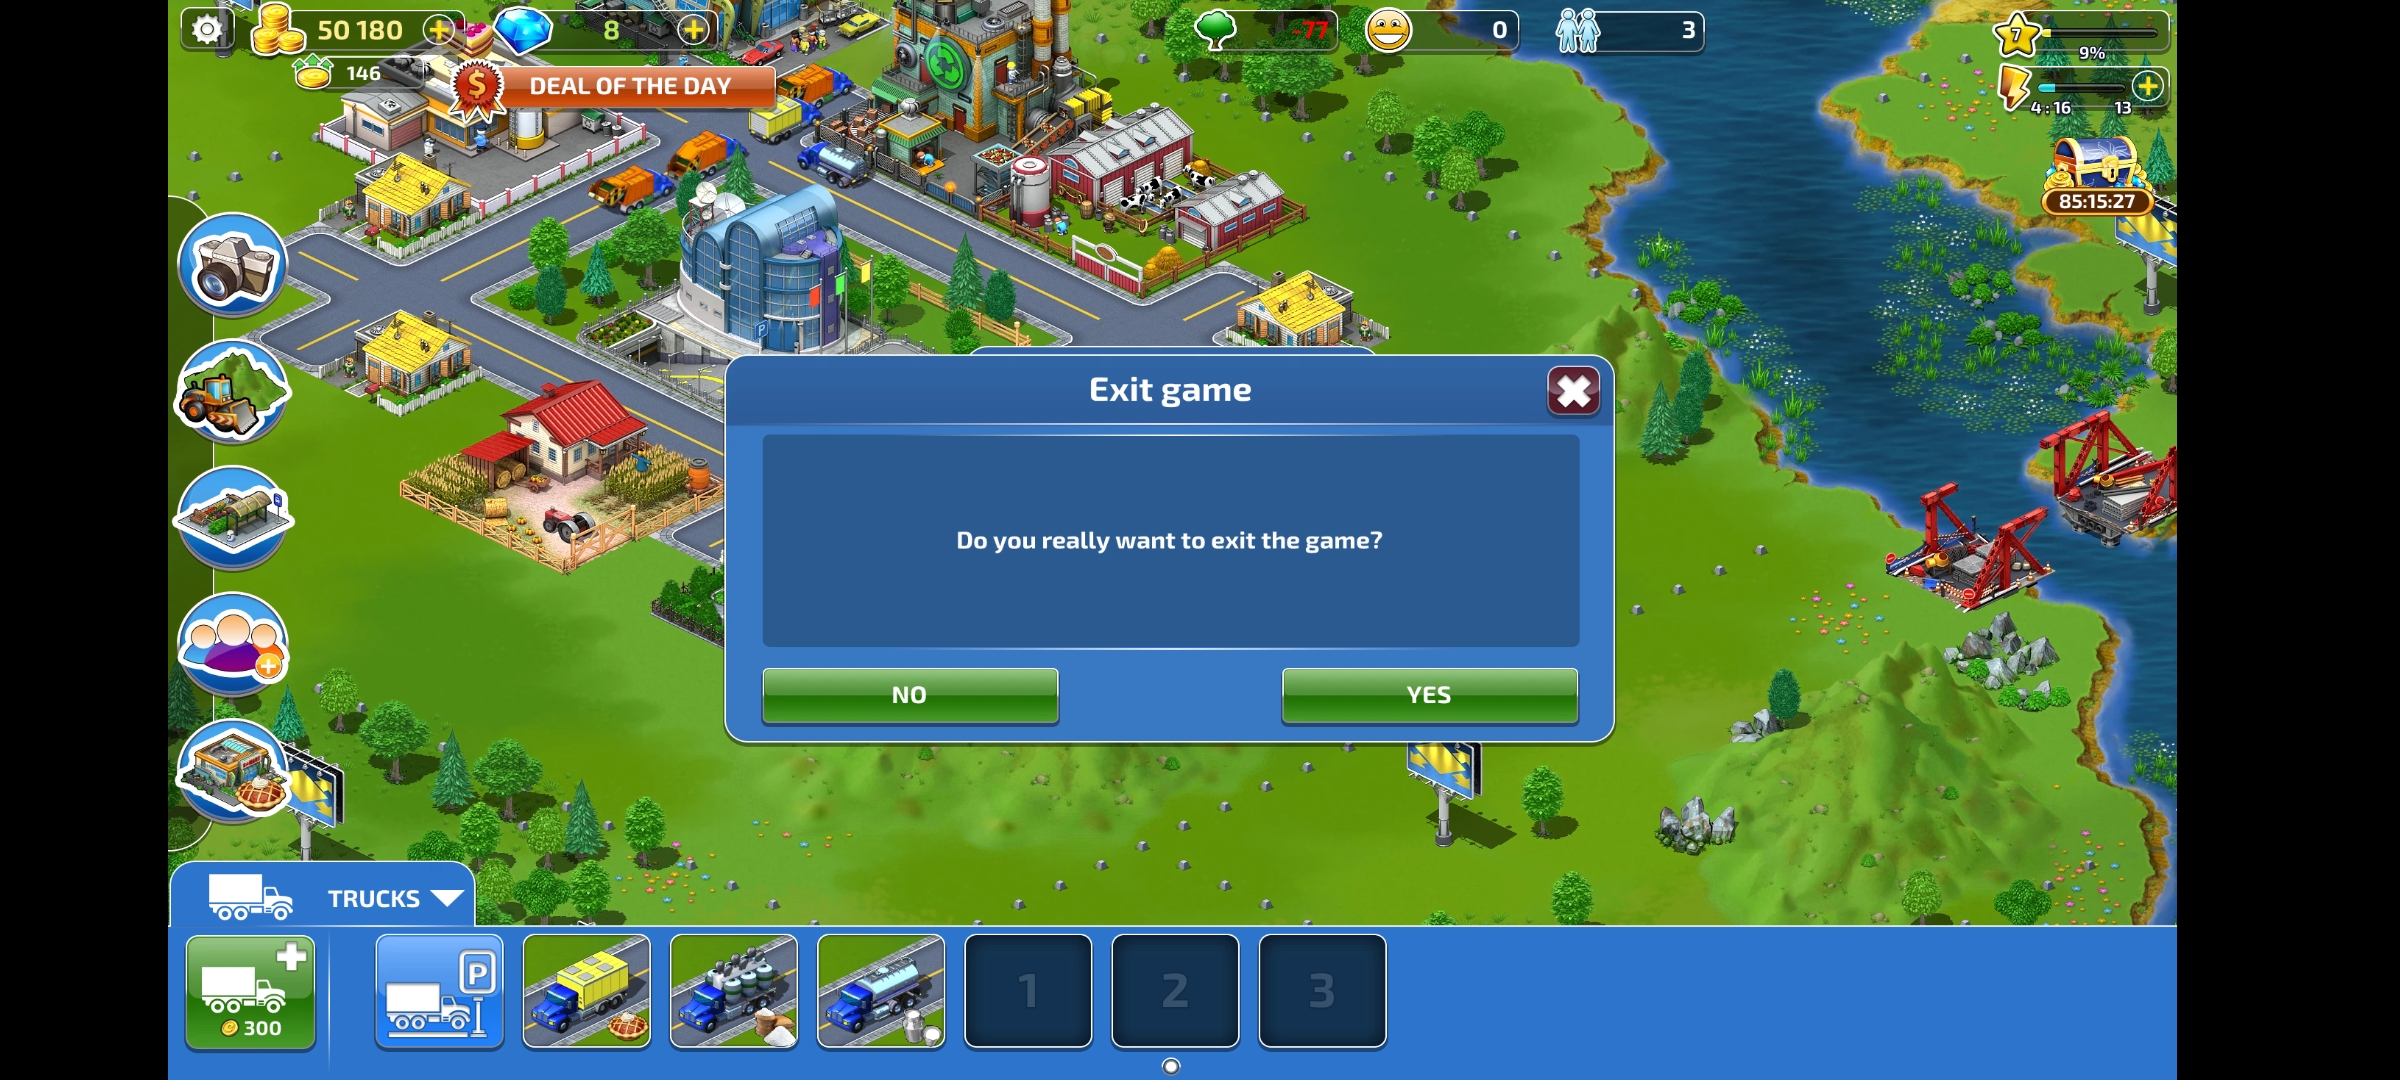 50 180
8
-77
0
3
7
9%
146
DEAL OF THE DAY
4:16
13
85:15:27
Exit game
Do you really want to exit the game?
NO
YES
TRUCKS
300
P
1
2
3